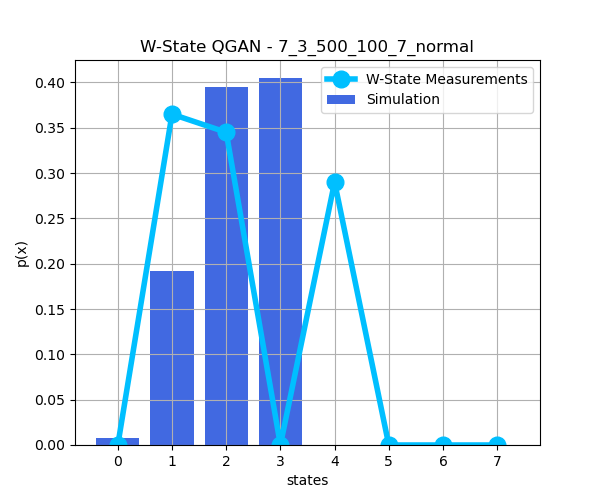 W-State QGAN - 7_3_500_100_7_normal
W-State Measurements
Simulation
0.40
0.35
0.30
0.25
0.20
0.15
0.10
0.05
0.00
p(x)
0 1 2 3 4 5 6 7
states